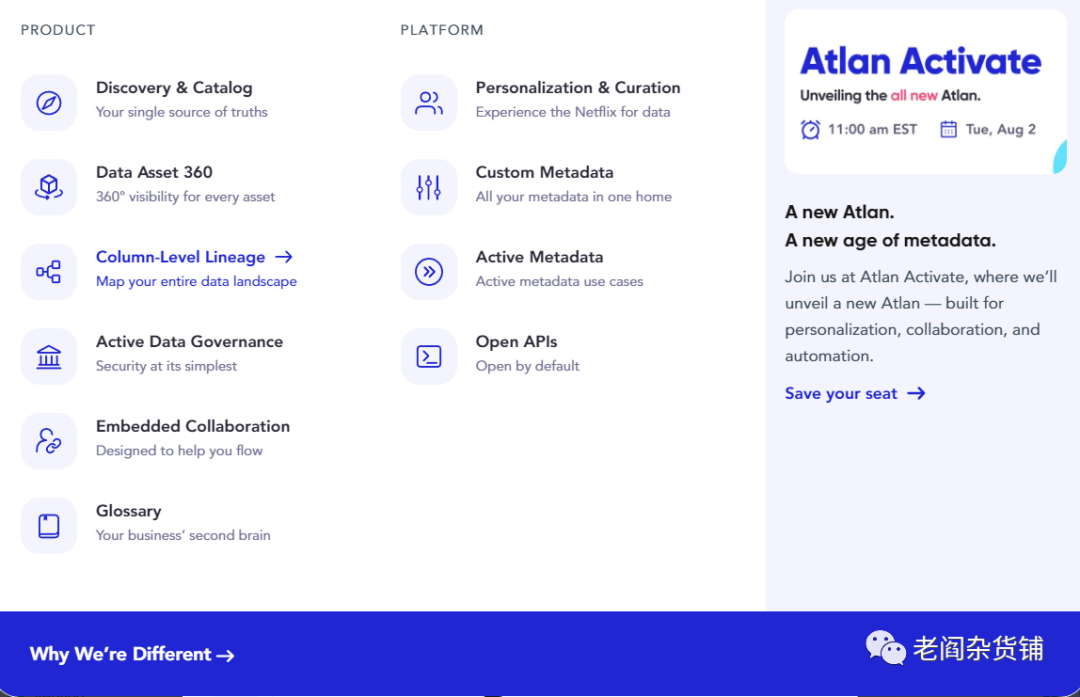 PRODUCT
Discovery & Catalog
Your single source of truths
Data Asset 360
360° visibility for every asset
Column-Level Lineage →
Map your entire data landscape
Active Data Governance
Security at its simplest
Embedded Collaboration
Designed to help you flow
Glossary
Your business’ second brain
PLATFORM
Personalization & Curation
Experience the Netflix for data
Custom Metadata
All your metadata in one home
Active Metadata
Active metadata use cases
Open APIs
Open by default
Atlan Activate
Unveiling the all new Atlan.
11:00 am EST Tue, Aug 2
A new Atlan.
A new age of metadata.
Join us at Atlan Activate, where we’ll
unveil a new Atlan — built for
personalization, collaboration, and
automation.
Save your seat →
Why We’re Different →
老阎杂货铺